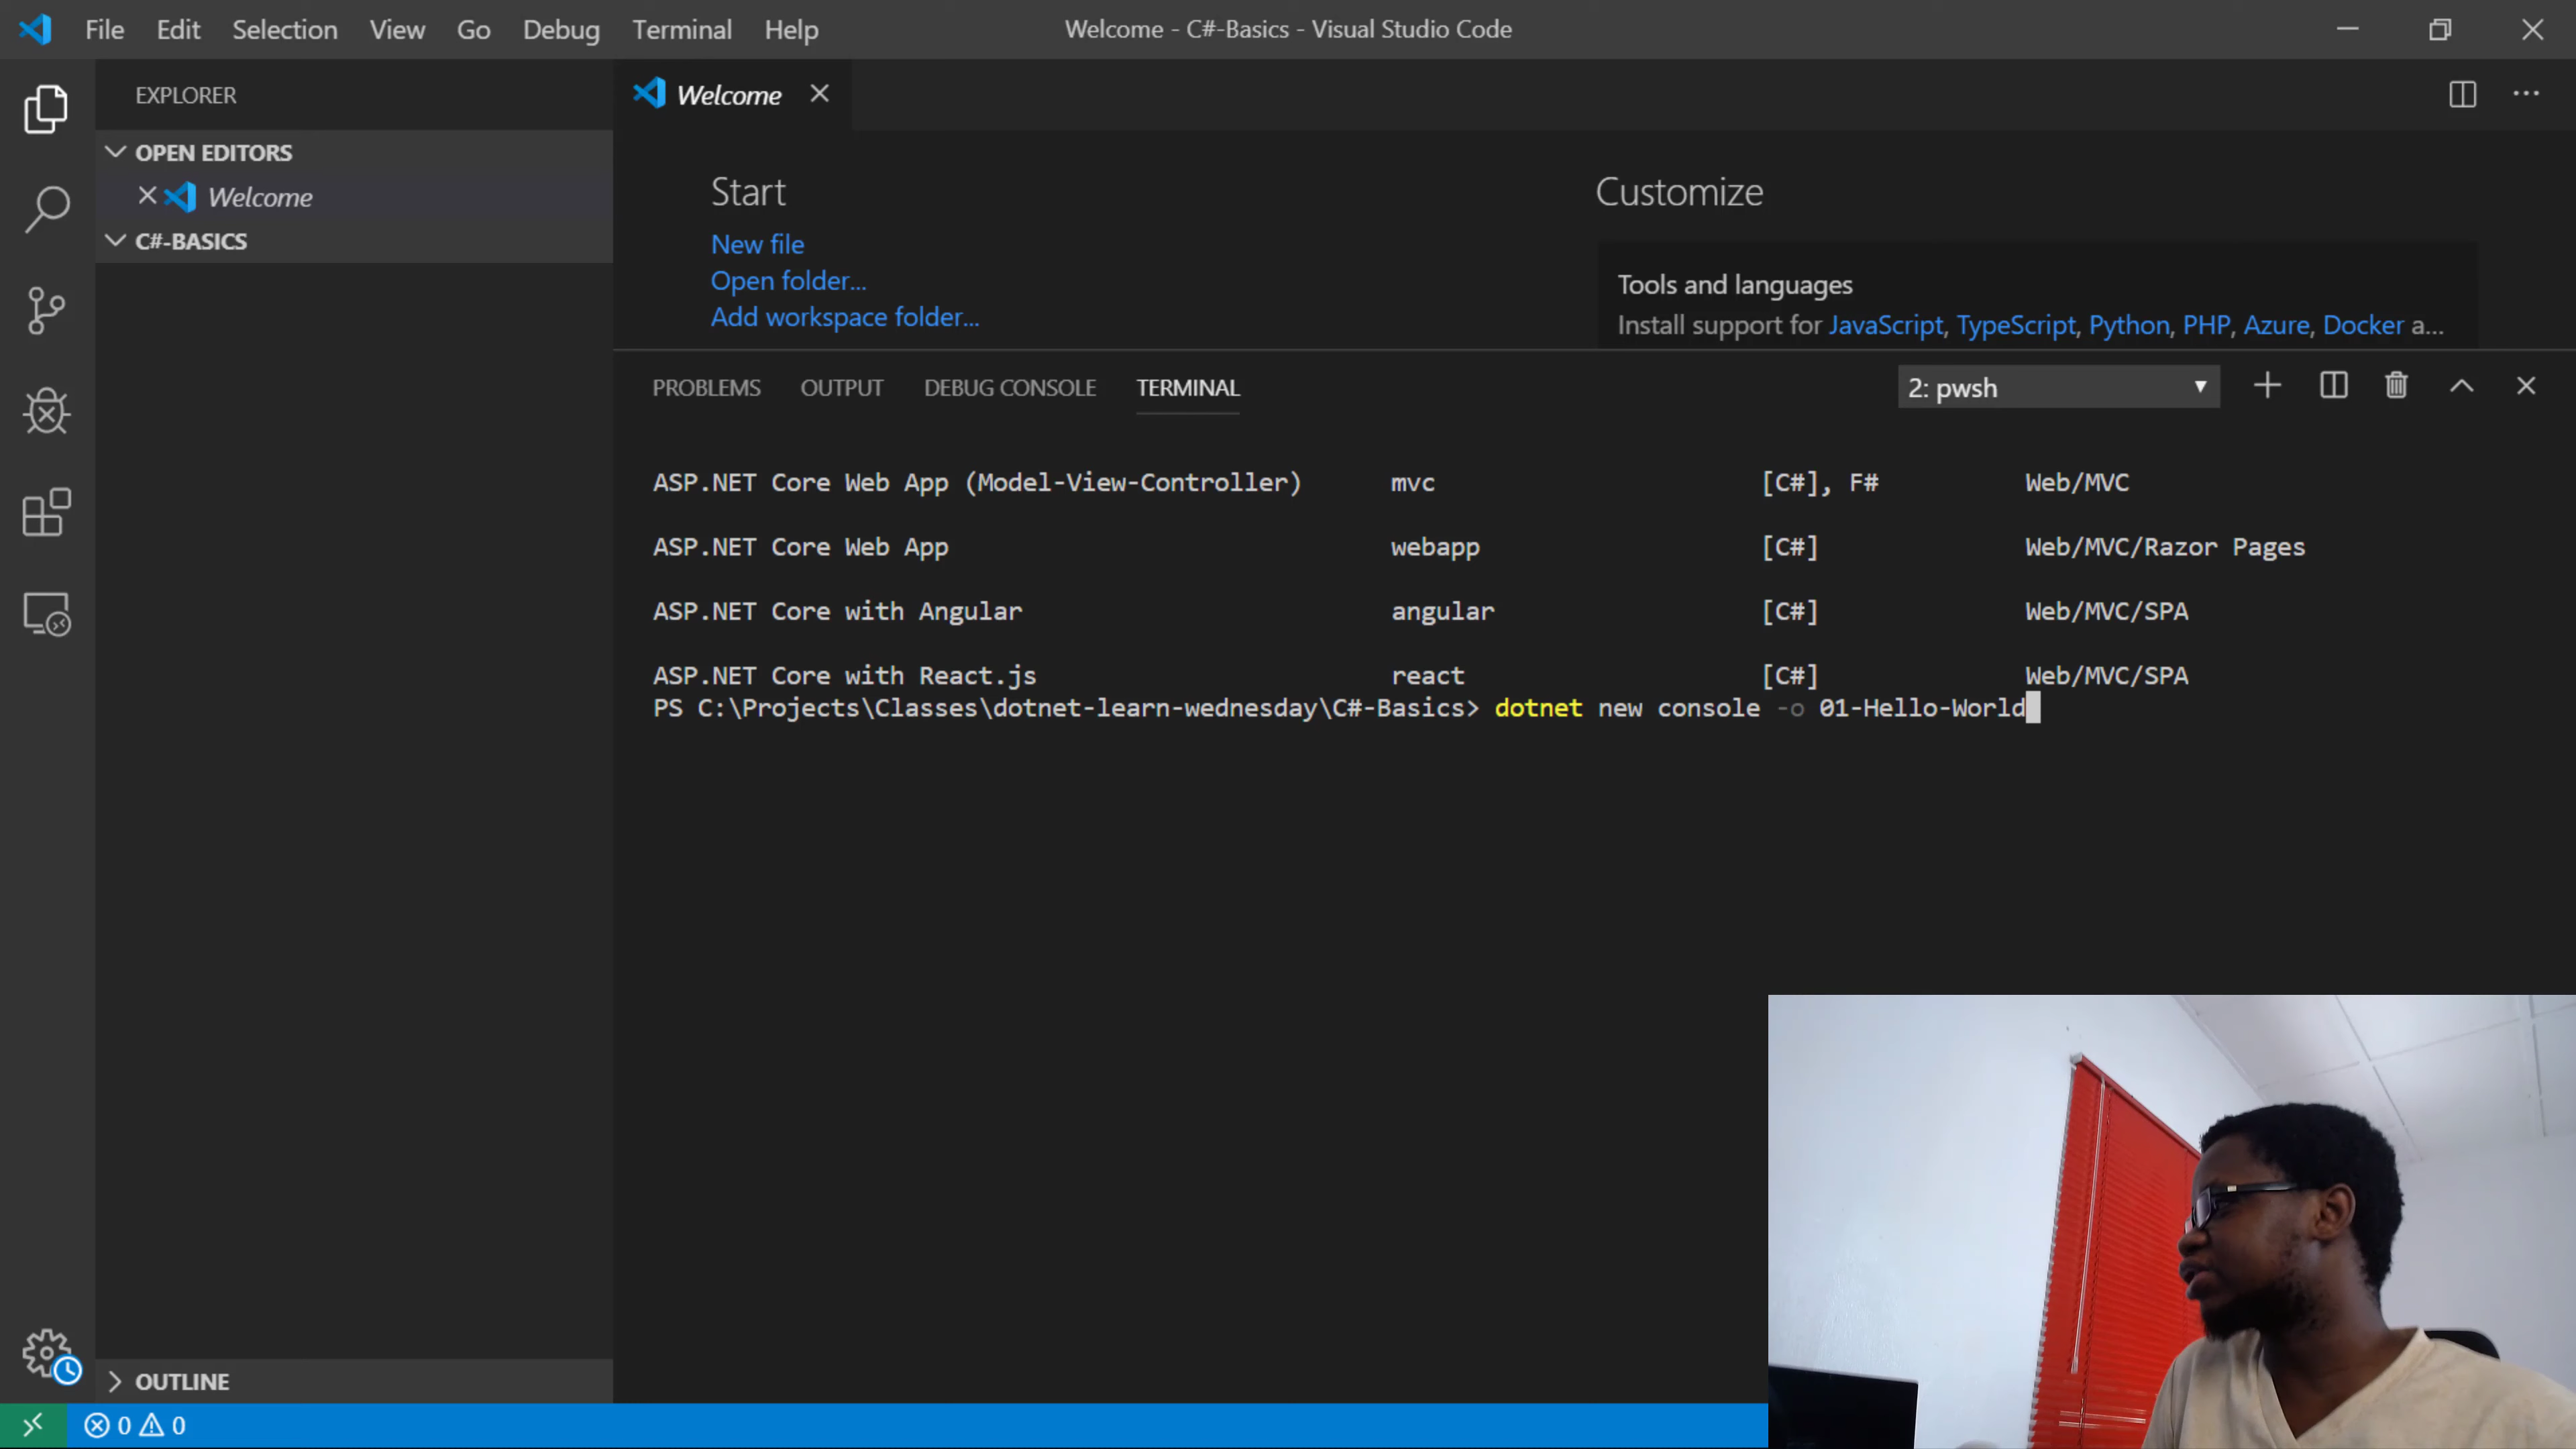 File Edit Selection View Go Debug Terminal Help
Welcome - C#-Basics - Visual Studio Code
EXPLORER
OPEN EDITORS
Welcome
C#-BASICS
OUTLINE
Welcome
Start
New file
Open folder...
Add workspace folder...
Customize
Tools and languages
Install support for JavaScript, TypeScript, Python, PHP, Azure, Docker a...
PROBLEMS OUTPUT DEBUG CONSOLE TERMINAL
2: pwsh
ASP.NET Core Web App (Model-View-Controller) mvc [C#], F# Web/MVC
ASP.NET Core Web App webapp [C#] Web/MVC/Razor Pages
ASP.NET Core with Angular angular [C#] Web/MVC/SPA
ASP.NET Core with React.js react [C#] Web/MVC/SPA
PS C:\Projects\Classes\dotnet-learn-wednesday\C#-Basics> dotnet new console -o 01-Hello-World
0 0